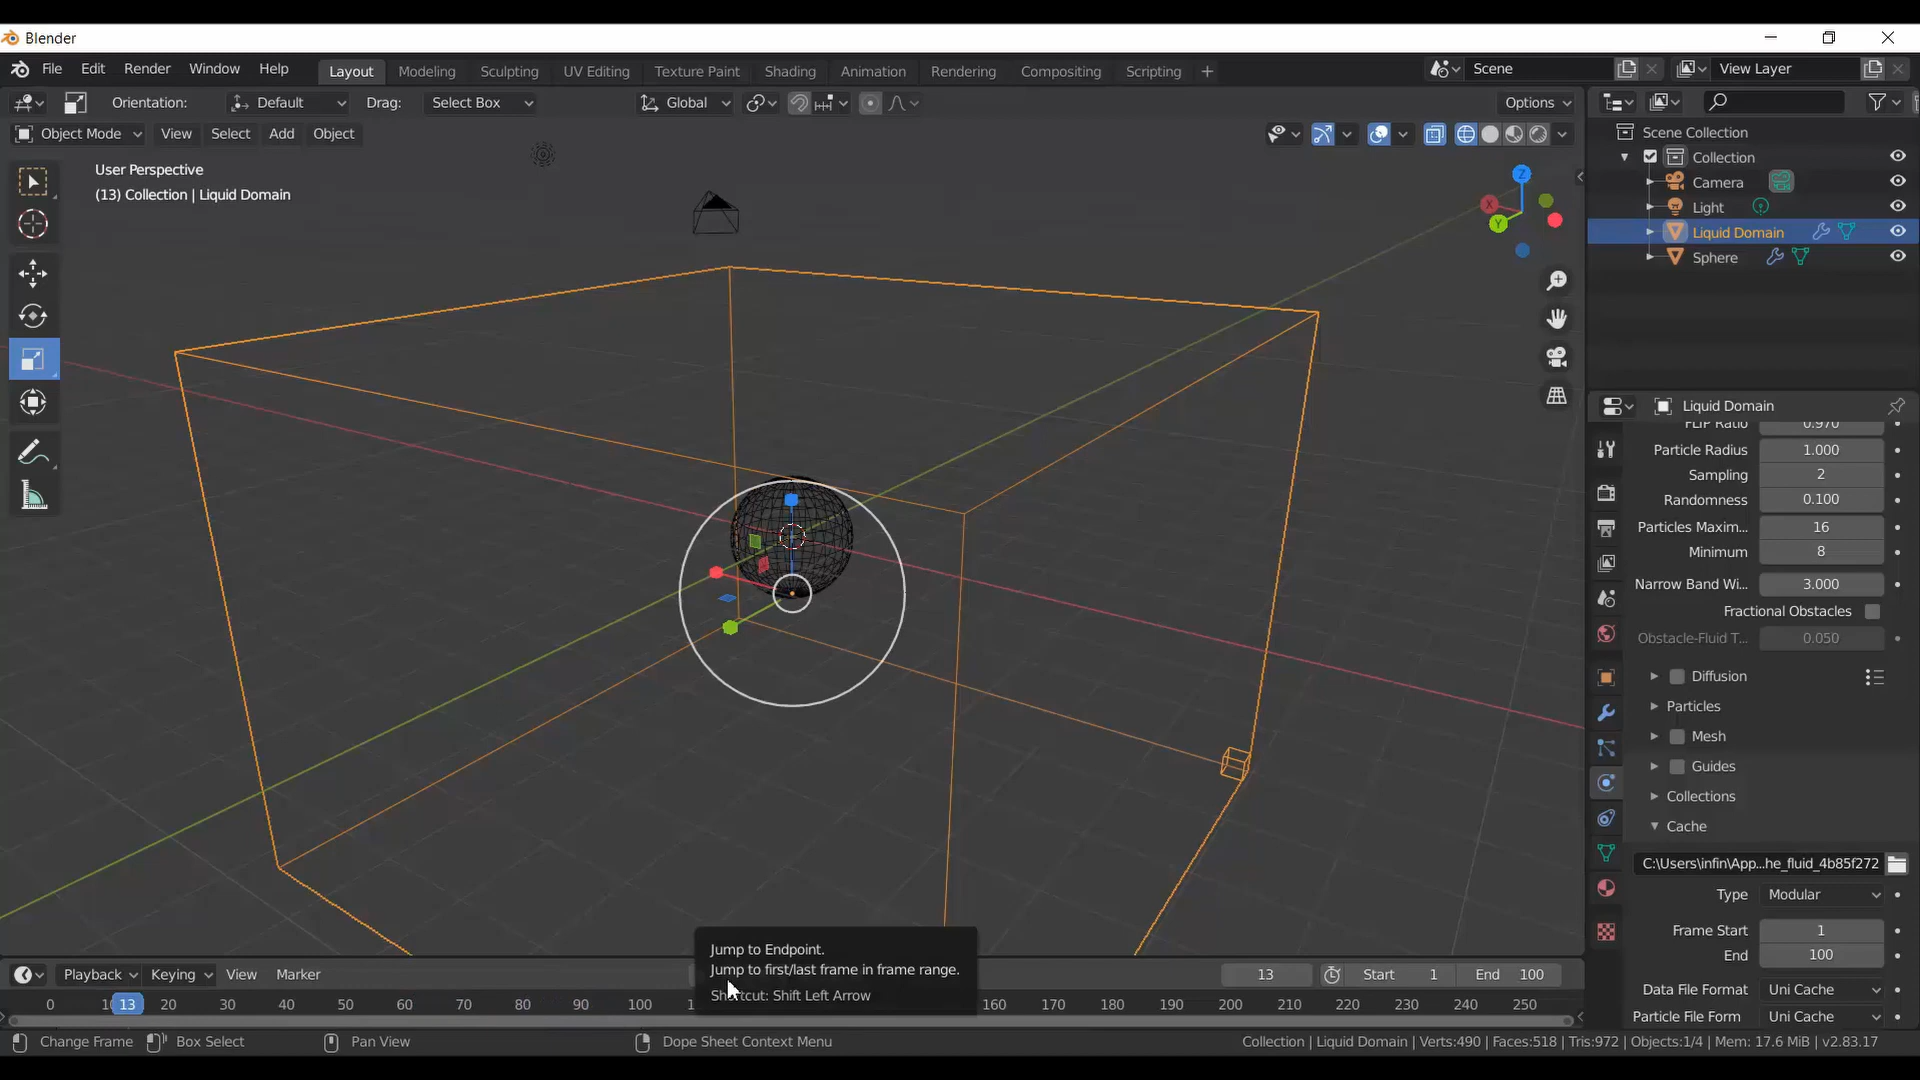 Blender
File Edit Render Window Help Layout Modeling Sculpting UV Editing Texture Paint Shading Animation Rendering Compositing Scripting + Scene View Layer
Orientation: Default Drag: Select Box Global Options
Object Mode View Select Add Object
User Perspective
(13) Collection | Liquid Domain
Z
X
Y
Scene Collection
Collection
Camera
Light
Liquid Domain
Sphere
Liquid Domain
FLIP Ratio 0.970
Particle Radius 1.000
Sampling 2
Randomness 0.100
Particles Maxim... 16
Minimum 8
Narrow Band Wi... 3.000
Fractional Obstacles
Obstacle-Fluid T... 0.050
Diffusion
Particles
Mesh
Guides
Collections
Cache
C:\Users\infin\App...he_fluid_4b85f272
Type Modular
Frame Start 1
End 100
Data File Format Uni Cache
Particle File Form Uni Cache
Jump to Endpoint.
Jump to first/last frame in frame range.
Shortcut: Shift Left Arrow
Playback Keying View Marker 13 Start 1 End 100
0 13 20 30 40 50 60 70 80 90 100 160 170 180 190 200 210 220 230 240 250
Change Frame Box Select Pan View Dope Sheet Context Menu Collection | Liquid Domain | Verts:490 | Faces:518 | Tris:972 | Objects:1/4 | Mem: 17.6 MiB | v2.83.17